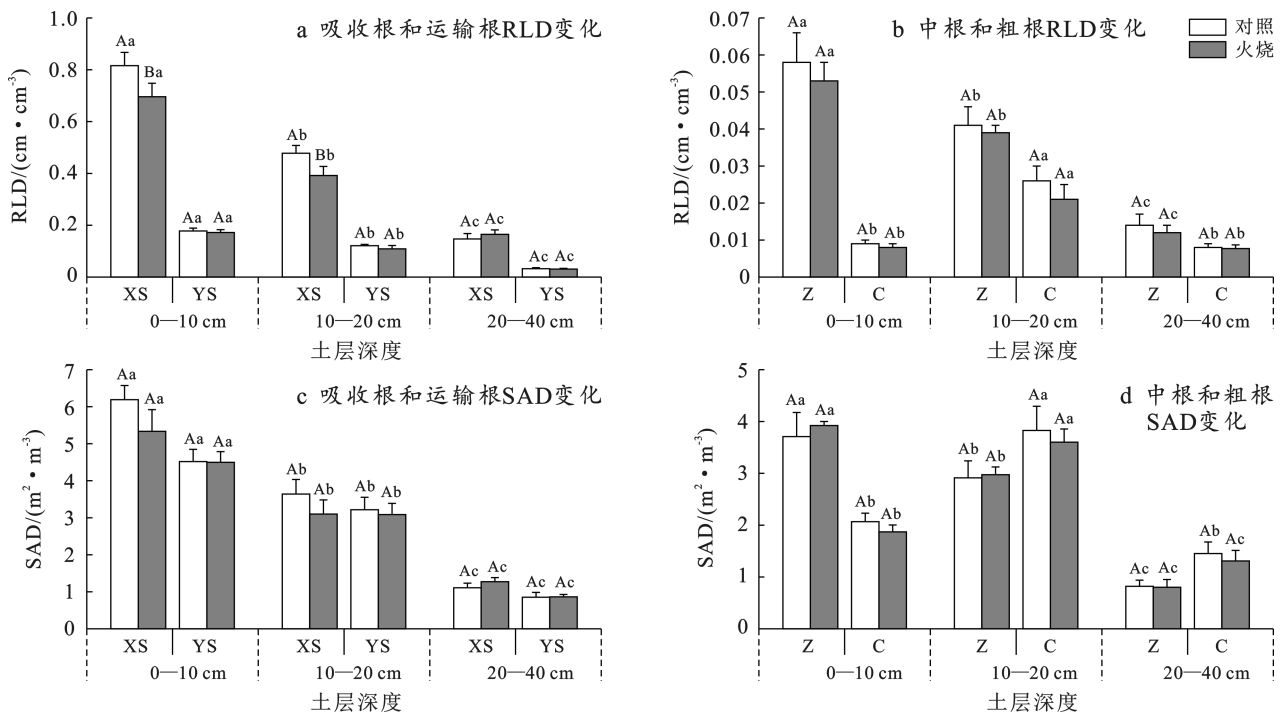 a 吸收根和运输根RLD变化
RLD/(cm·cm⁻³)
1.0
0.8
0.6
0.4
0.2
0
Aa
Ba
Aa Aa
Ab
Bb
Ab Ab
Ac Ac
Ac Ac
XS YS XS YS XS YS
0—10 cm 10—20 cm 20—40 cm
土层深度
b 中根和粗根RLD变化
对照
火烧
RLD/(cm·cm⁻³)
0.07
0.06
0.05
0.04
0.03
0.02
0.01
0
Aa
Aa
Ab Ab
Ab Ab
Aa
Aa
Ac Ac
Ab Ab
Z C Z C Z C
0—10 cm 10—20 cm 20—40 cm
土层深度
c 吸收根和运输根SAD变化
SAD/(m²·m⁻³)
7
6
5
4
3
2
1
0
Aa
Aa
Aa Aa
Ab
Ab
Ab Ab
Ac Ac
Ac Ac
XS YS XS YS XS YS
0—10 cm 10—20 cm 20—40 cm
土层深度
d 中根和粗根
SAD变化
SAD/(m²·m⁻³)
5
4
3
2
1
0
Aa Aa
Ab Ab
Ab Ab
Aa
Aa
Ac Ac
Ab
Ac
Z C Z C Z C
0—10 cm 10—20 cm 20—40 cm
土层深度